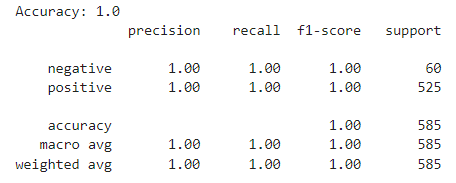 Accuracy: 1.0
precision recall f1-score support
negative 1.00 1.00 1.00 60
positive 1.00 1.00 1.00 525
accuracy 1.00 585
macro avg 1.00 1.00 1.00 585
weighted avg 1.00 1.00 1.00 585